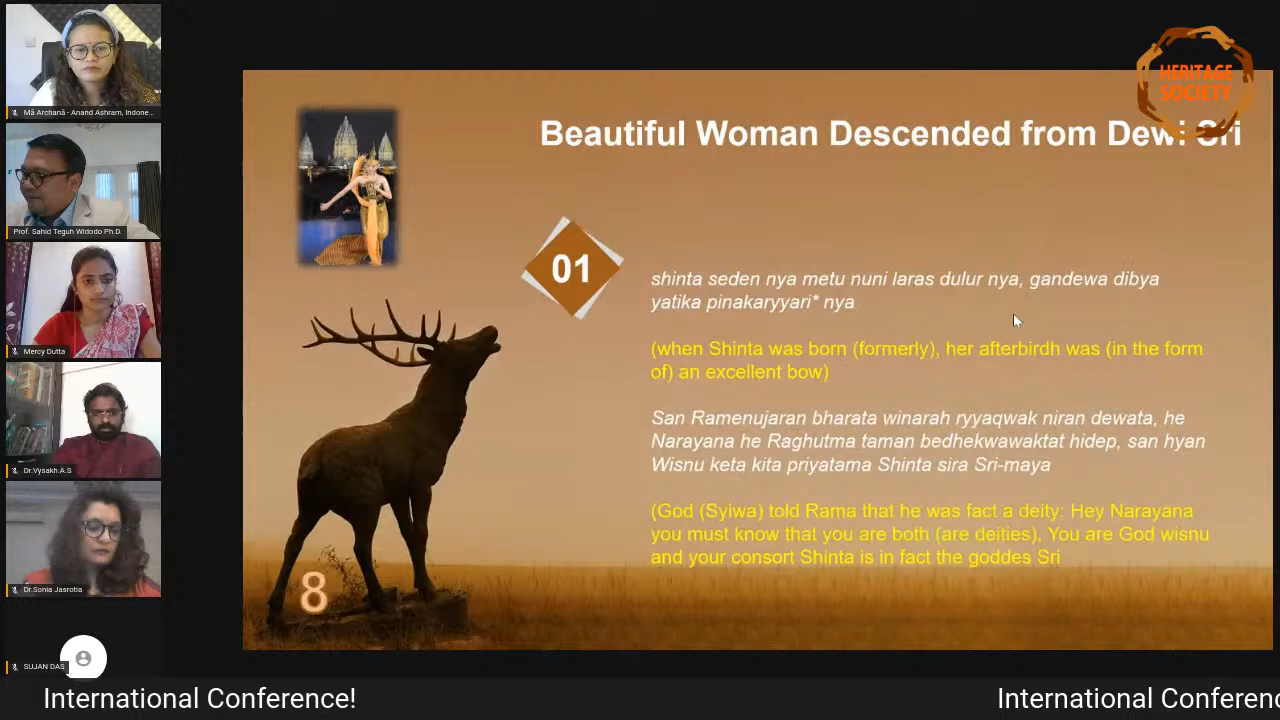 Mā Archanā - Anand Ashram, Indone...
Prof. Sahid Teguh Widodo Ph.D.
Mercy Dutta
Dr.Vysakh.A.S
Dr.Sonia Jasrotia
SUJAN DAS
HERITAGE
SOCIETY
Beautiful Woman Descended from Dewi Sri
01
shinta seden nya metu nuni laras dulur nya, gandewa dibya
yatika pinakaryyari* nya
(when Shinta was born (formerly), her afterbirdh was (in the form
of) an excellent bow)
San Ramenujaran bharata winarah ryyaqwak niran dewata, he
Narayana he Raghutma taman bedhekwawaktat hidep, san hyan
Wisnu keta kita priyatama Shinta sira Sri-maya
(God (Syiwa) told Rama that he was fact a deity: Hey Narayana
you must know that you are both (are deities), You are God wisnu
and your consort Shinta is in fact the goddes Sri
8
International Conference!
International Conferenc